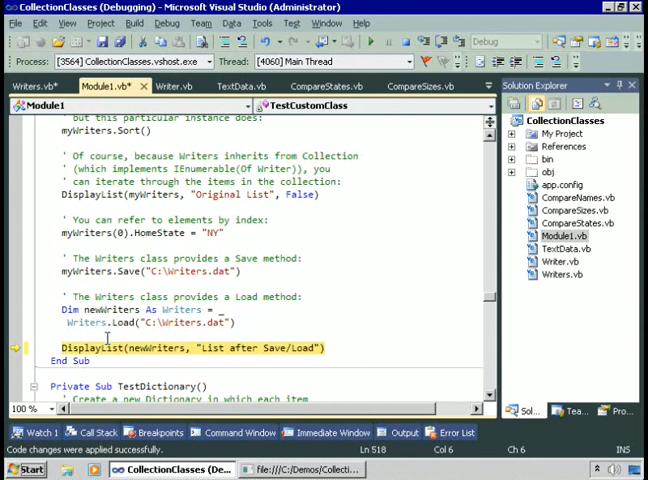 CollectionClasses (Debugging) - Microsoft Visual Studio (Administrator)
File Edit View Project Build Debug Team Data Tools Test Window Help
Debug
Process: [3564] CollectionClasses.vshost.exe Thread: [4060] Main Thread
Writers.vb* Module1.vb* Writer.vb TextData.vb CompareStates.vb CompareSizes.vb
Module1 TestCustomClass
' but this particular instance does:
myWriters.Sort()
' Of course, because Writers inherits from Collection
' (which implements IEnumerable(Of Writer)), you
' can iterate through the items in the collection:
DisplayList(myWriters, "Original List", False)
' You can refer to elements by index:
myWriters(0).HomeState = "NY"
' The Writers class provides a Save method:
myWriters.Save("C:\Writers.dat")
' The Writers class provides a Load method:
Dim newWriters As Writers = _
Writers.Load("C:\Writers.dat")
DisplayList(newWriters, "List after Save/Load")
End Sub
Private Sub TestDictionary()
' Create a new Dictionary in which each item
100 %
Solution Explorer
CollectionClasses
My Project
References
bin
obj
app.config
CompareNames.vb
CompareSizes.vb
CompareStates.vb
Module1.vb
TextData.vb
Writer.vb
Writers.vb
Sol... Tea... Pro...
Watch 1 Call Stack Breakpoints Command Window Immediate Window Output Error List
Code changes were applied successfully. Ln 518 Col 6 Ch 6 INS
Start CollectionClasses (De... file:///C:/Demos/Collecti...